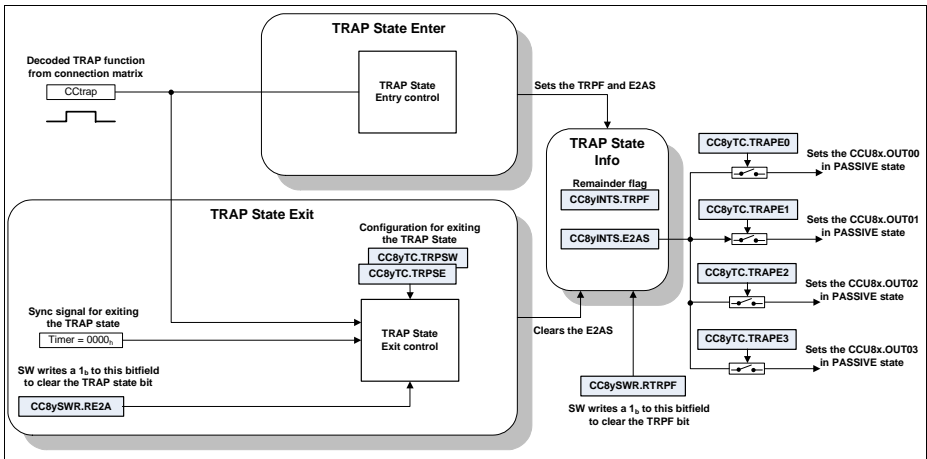 TRAP State Enter
Decoded TRAP function
from connection matrix
CCtrap
TRAP State
Entry control
Sets the TRPF and E2AS
TRAP State
Info
Remainder flag
CC8yINTS.TRPF
CC8yINTS.E2AS
CC8yTC.TRAPE0
Sets the CCU8x.OUT00
in PASSIVE state
CC8yTC.TRAPE1
Sets the CCU8x.OUT01
in PASSIVE state
CC8yTC.TRAPE2
Sets the CCU8x.OUT02
in PASSIVE state
CC8yTC.TRAPE3
Sets the CCU8x.OUT03
in PASSIVE state
TRAP State Exit
Configuration for exiting
the TRAP State
CC8yTC.TRPSW
CC8yTC.TRPSE
Sync signal for exiting
the TRAP state
Timer = 0000h
TRAP State
Exit control
Clears the E2AS
SW writes a 1b to this bitfield
to clear the TRAP state bit
CC8ySWR.RE2A
CC8ySWR.RTRPF
SW writes a 1b to this bitfield
to clear the TRPF bit